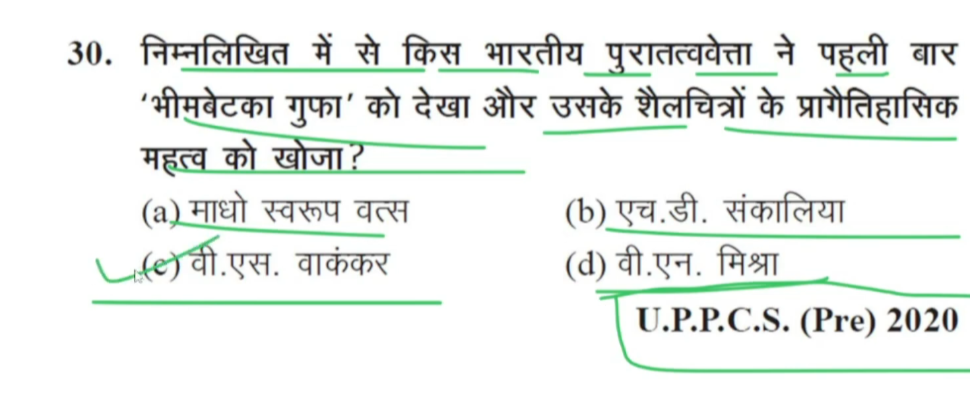 30. निम्नलिखित में से किस भारतीय पुरातत्ववेत्ता ने पहली बार
‘भीमबेटका गुफा’ को देखा और उसके शैलचित्रों के प्रागैतिहासिक
महत्व को खोजा?
(a) माधो स्वरूप वत्स (b) एच.डी. संकालिया
(c) वी.एस. वाकंकर (d) वी.एन. मिश्रा
U.P.P.C.S. (Pre) 2020